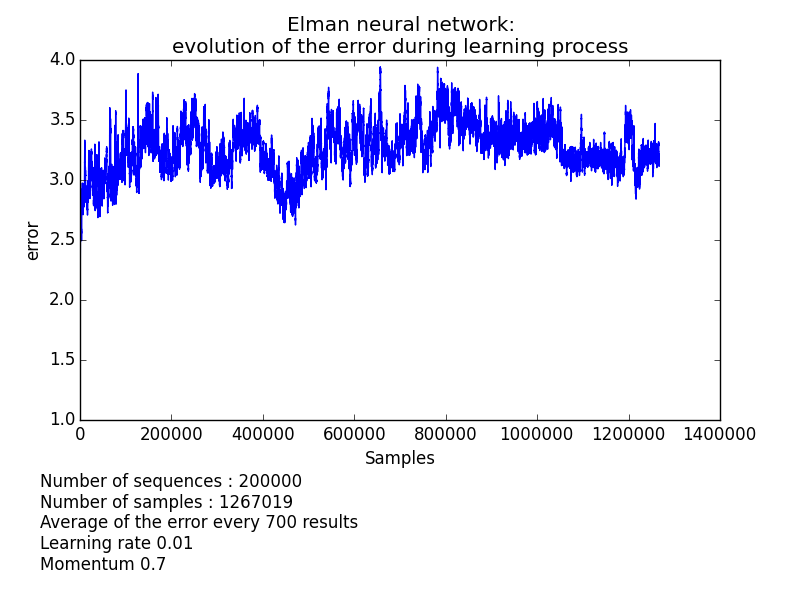 Elman neural network:
evolution of the error during learning process
4.0
3.5
3.0
2.5
2.0
1.5
1.0
error
0 200000 400000 600000 800000 1000000 1200000 1400000
Samples
Number of sequences : 200000
Number of samples : 1267019
Average of the error every 700 results
Learning rate 0.01
Momentum 0.7